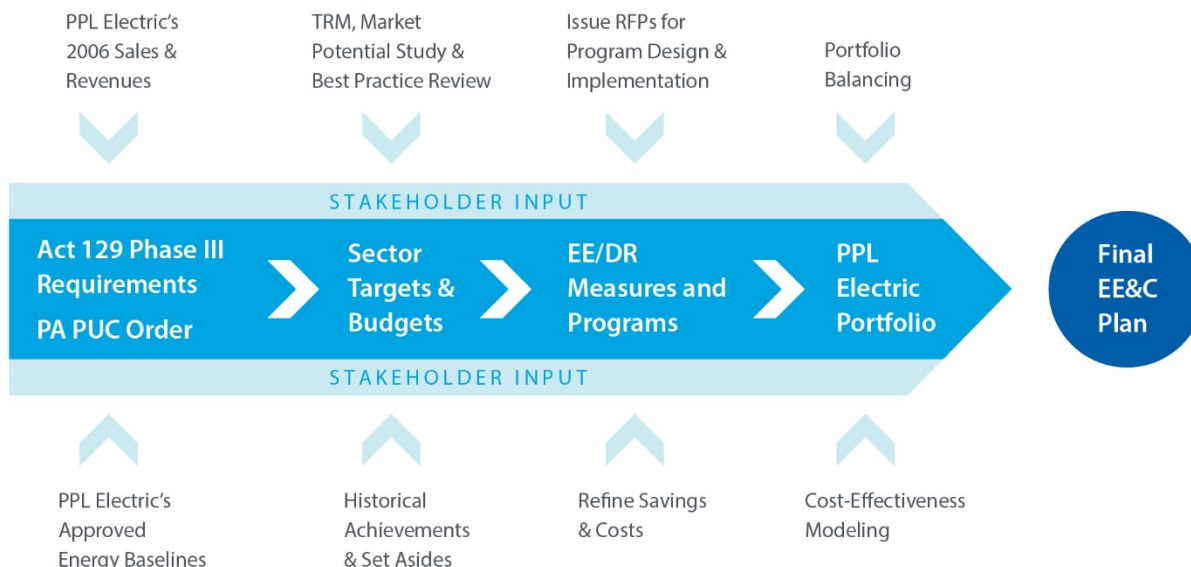 PPL Electric’s
2006 Sales &
Revenues
TRM, Market
Potential Study &
Best Practice Review
Issue RFPs for
Program Design &
Implementation
Portfolio
Balancing
STAKEHOLDER INPUT
Act 129 Phase III
Requirements
PA PUC Order
Sector
Targets &
Budgets
EE/DR
Measures and
Programs
PPL
Electric
Portfolio
Final
EE&C
Plan
STAKEHOLDER INPUT
PPL Electric’s
Approved
Energy Baselines
Historical
Achievements
& Set Asides
Refine Savings
& Costs
Cost-Effectiveness
Modeling